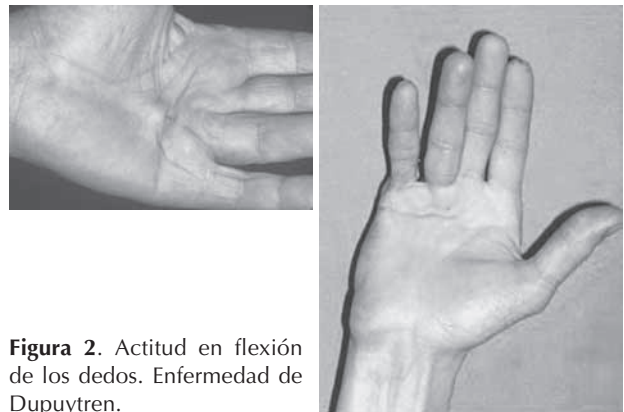 Figura 2. Actitud en flexión
de los dedos. Enfermedad de
Dupuytren.